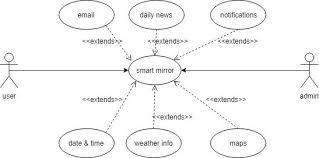 email
daily news
notifications
<<extends>>
<<extends>>
<<extends>>
smart mirror
user
admin
<<extends>>
<<extends>>
<<extends>>
date & time
weather info
maps